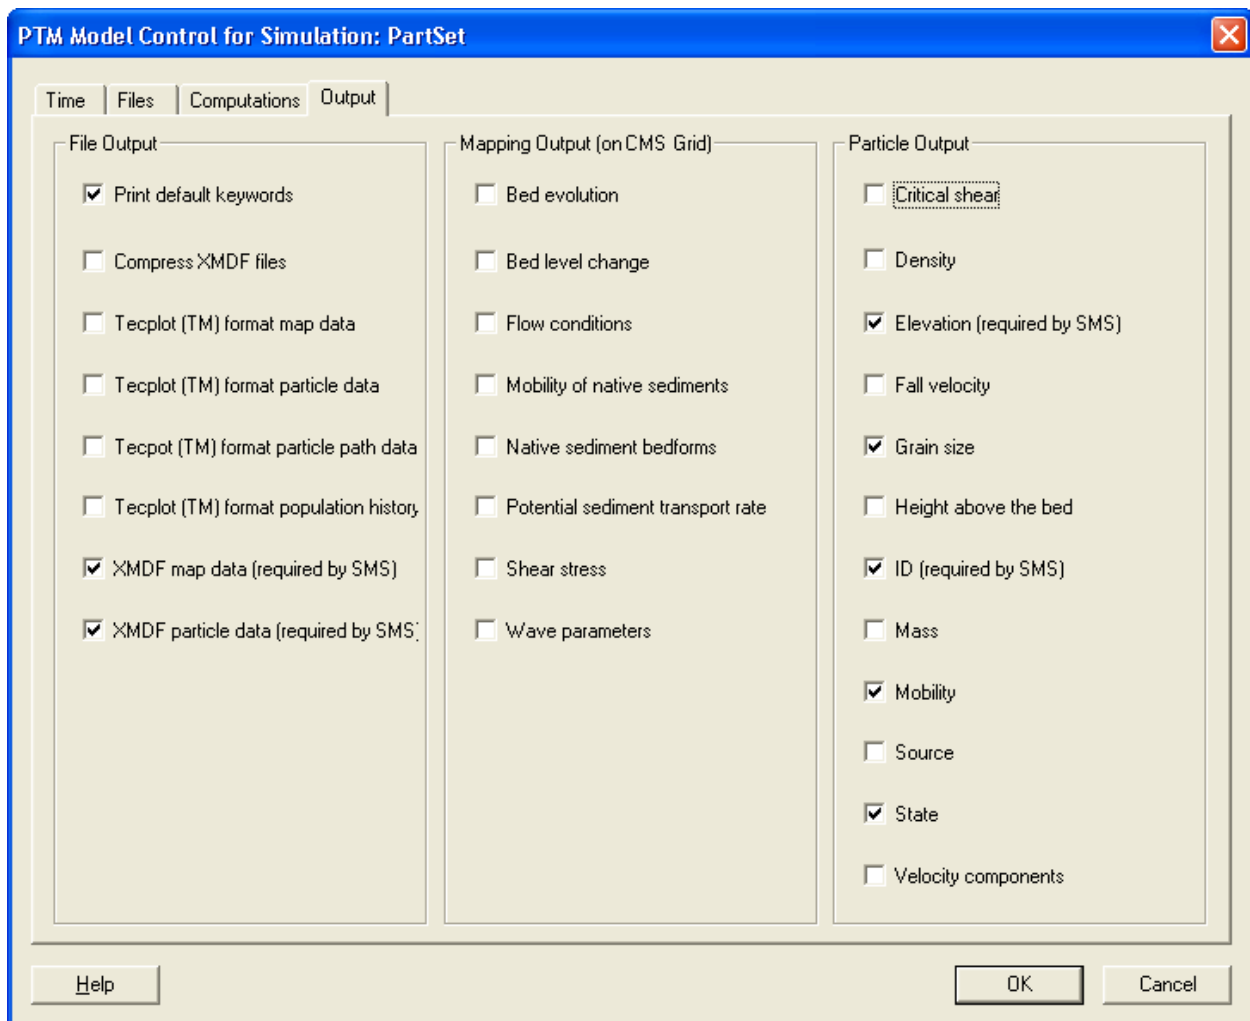 PTM Model Control for Simulation: PartSet
Time Files Computations Output
File Output
Print default keywords
Compress XMDF files
Tecplot (TM) format map data
Tecplot (TM) format particle data
Tecpot (TM) format particle path data
Tecplot (TM) format population history
XMDF map data (required by SMS)
XMDF particle data (required by SMS)
Mapping Output (on CMS Grid)
Bed evolution
Bed level change
Flow conditions
Mobility of native sediments
Native sediment bedforms
Potential sediment transport rate
Shear stress
Wave parameters
Particle Output
Critical shear
Density
Elevation (required by SMS)
Fall velocity
Grain size
Height above the bed
ID (required by SMS)
Mass
Mobility
Source
State
Velocity components
Help OK Cancel